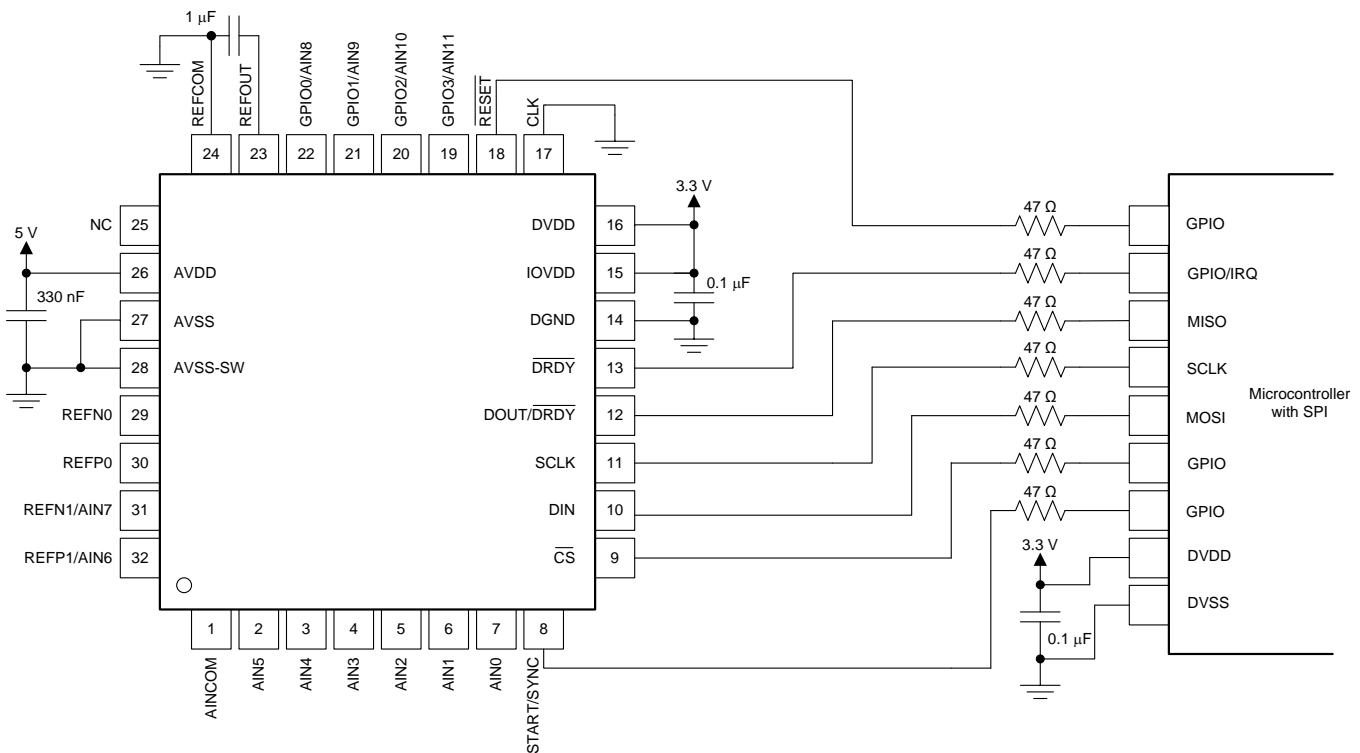 1 μF
REFCOM
REFOUT
GPIO0/AIN8
GPIO1/AIN9
GPIO2/AIN10
GPIO3/AIN11
RESET
CLK
24
23
22
21
20
19
18
17
NC
25
5 V
26
AVDD
330 nF
27
AVSS
28
AVSS-SW
REFN0
29
REFP0
30
REFN1/AIN7
31
REFP1/AIN6
32
3.3 V
DVDD
16
IOVDD
15
0.1 μF
DGND
14
DRDY
13
DOUT/DRDY
12
SCLK
11
DIN
10
CS
9
1
2
3
4
5
6
7
8
AINCOM
AIN5
AIN4
AIN3
AIN2
AIN1
AIN0
START/SYNC
47 Ω
GPIO
47 Ω
GPIO/IRQ
47 Ω
MISO
47 Ω
SCLK
47 Ω
MOSI
47 Ω
GPIO
47 Ω
GPIO
Microcontroller
with SPI
3.3 V
DVDD
DVSS
0.1 μF